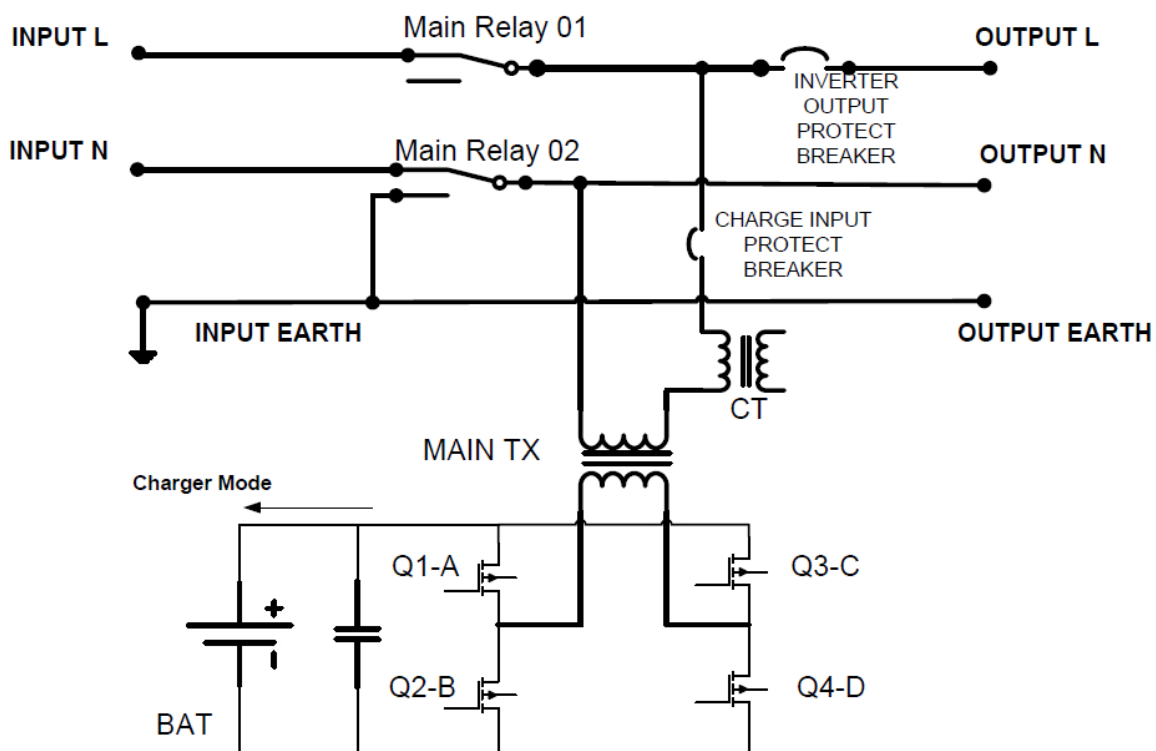 INPUT L
Main Relay 01
OUTPUT L
INVERTER
OUTPUT
PROTECT
BREAKER
INPUT N
Main Relay 02
OUTPUT N
CHARGE INPUT
PROTECT
BREAKER
INPUT EARTH
OUTPUT EARTH
CT
MAIN TX
Charger Mode
Q1-A
Q3-C
+
-
Q2-B
Q4-D
BAT